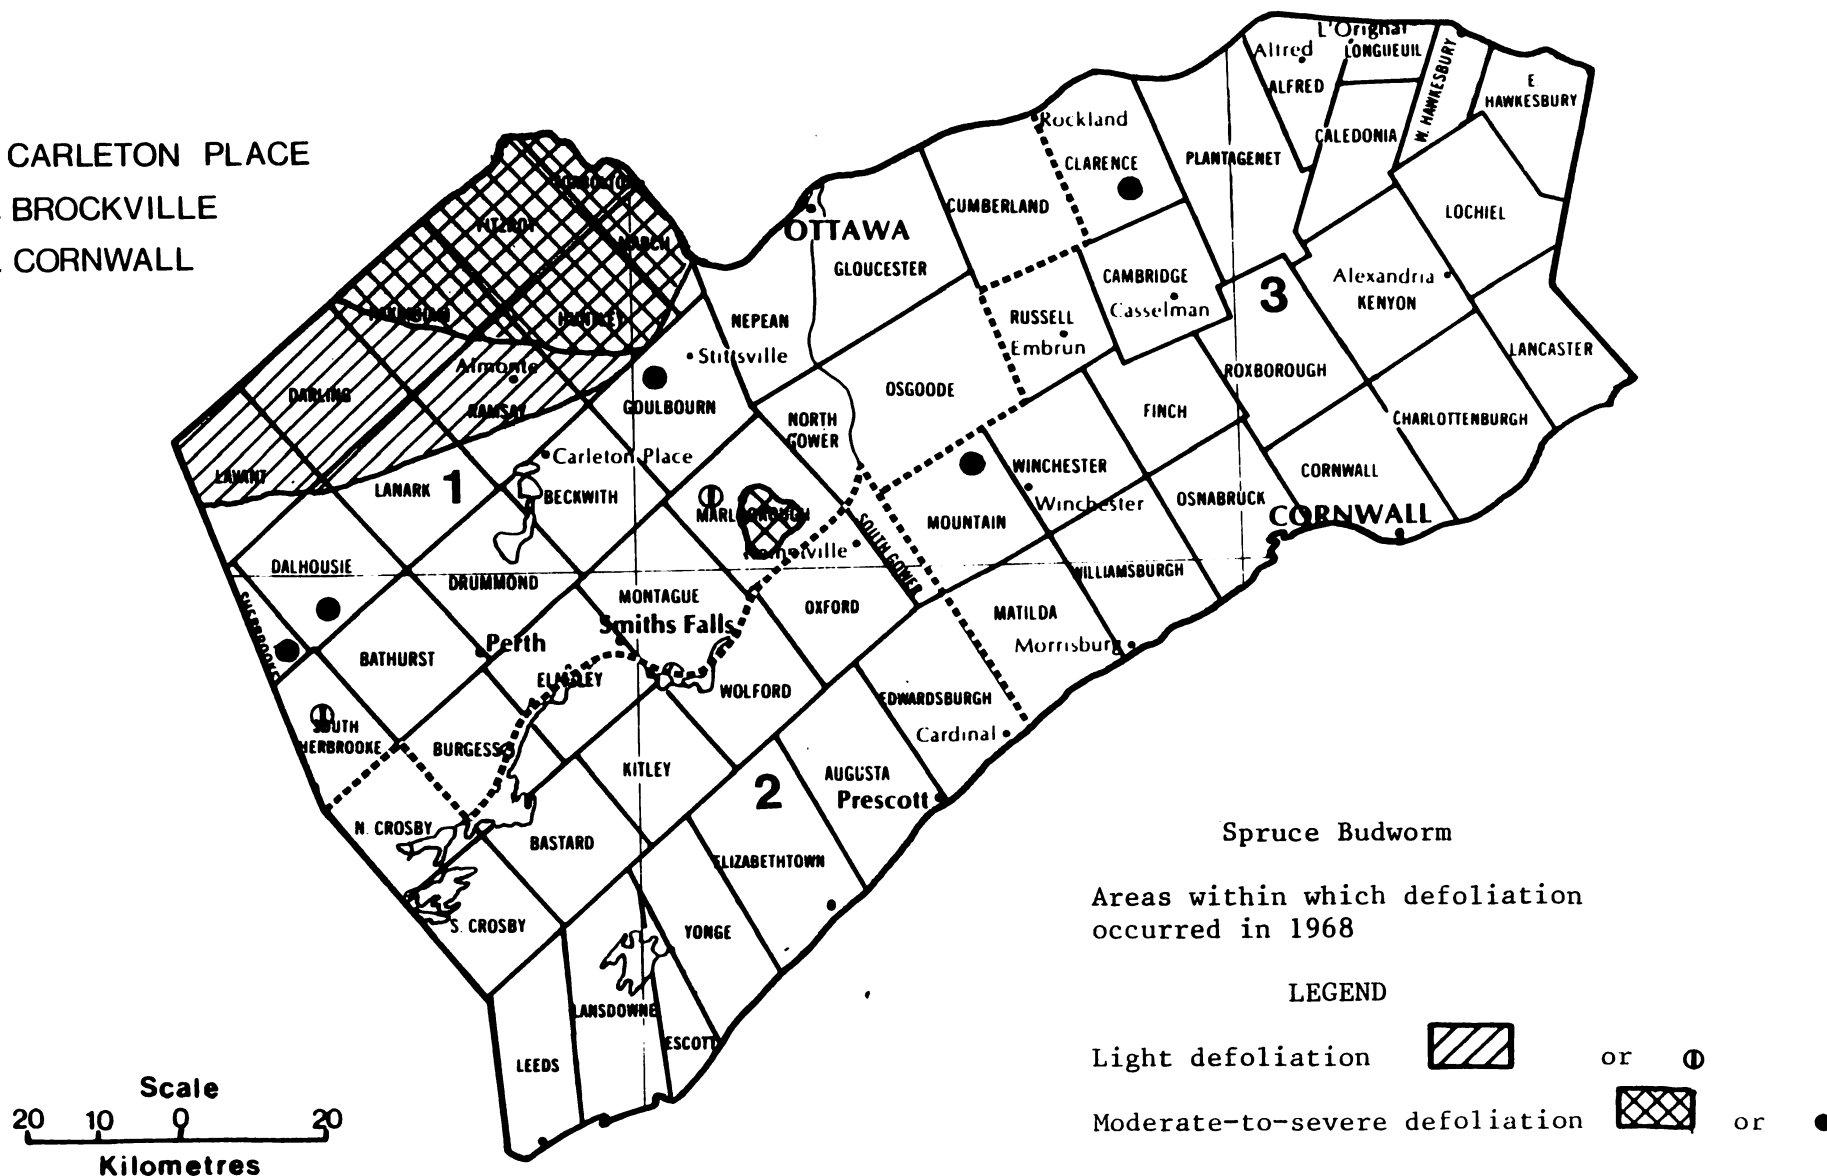 CARLETON PLACE
BROCKVILLE
CORNWALL
L'Orignal
Alfred
LONGUEUIL
ALFRED
W. HAWKESBURY
E
HAWKESBURY
Rockland
CALEDONIA
CLARENCE
PLANTAGENET
CUMBERLAND
LOCHIEL
OTTAWA
GLOUCESTER
FITZROY
MARCH
CAMBRIDGE
Casselman
3
Alexandria
KENYON
HUNTLEY
NEPEAN
RUSSELL
Embrun
Stittsville
LANCASTER
Almonte
ROXBOROUGH
DARLING
RAMSAY
GOULBOURN
OSGOODE
NORTH
GOWER
FINCH
CHARLOTTENBURGH
Carleton Place
LAVANT
LANARK
1
BECKWITH
WINCHESTER
Winchester
CORNWALL
OSNABRUCK
CORNWALL
MARLBOROUGH
MOUNTAIN
SOUTH GOWER
Kemptville
DALHOUSIE
DRUMMOND
MONTAGUE
WILLIAMSBURGH
SHERBROOKE
OXFORD
MATILDA
Smiths Falls
Perth
Morrisburg
BATHURST
ELMSLEY
WOLFORD
EDWARDSBURGH
Cardinal
SOUTH
HERBROOKE
BURGESS
KITLEY
2
AUGUSTA
Prescott
N. CROSBY
BASTARD
ELIZABETHTOWN
S. CROSBY
YONGE
LANSDOWNE
ESCOTT
LEEDS
Spruce Budworm
Areas within which defoliation
occurred in 1968
LEGEND
Light defoliation or
Moderate-to-severe defoliation or
Scale
20 10 0 20
Kilometres